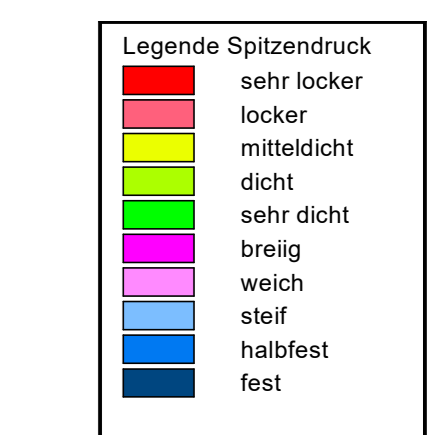 Legende Spitzendruck
sehr locker
locker
mitteldicht
dicht
sehr dicht
breiig
weich
steif
halbfest
fest